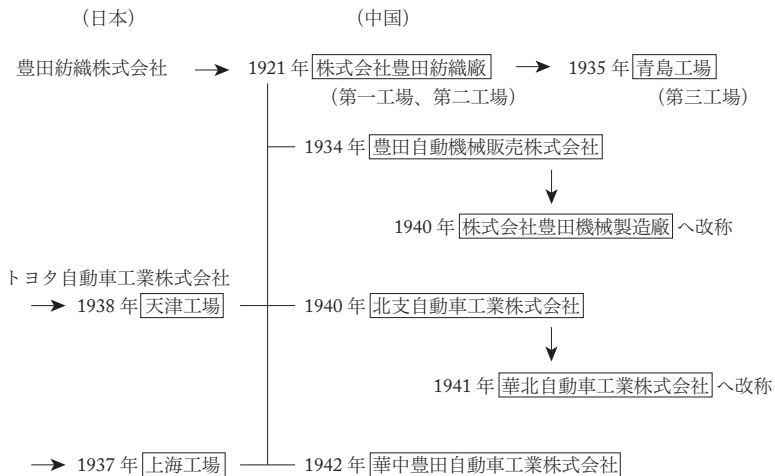 （日本） （中国）
豊田紡織株式会社 1921 年 株式会社豊田紡織廠 1935 年 青島工場
（第一工場、第二工場） （第三工場）
1934 年 豊田自動機械販売株式会社
1940 年 株式会社豊田機械製造廠 へ改称
トヨタ自動車工業株式会社
1938 年 天津工場 1940 年 北支自動車工業株式会社
1941 年 華北自動車工業株式会社 へ改称
1937 年 上海工場 1942 年 華中豊田自動車工業株式会社